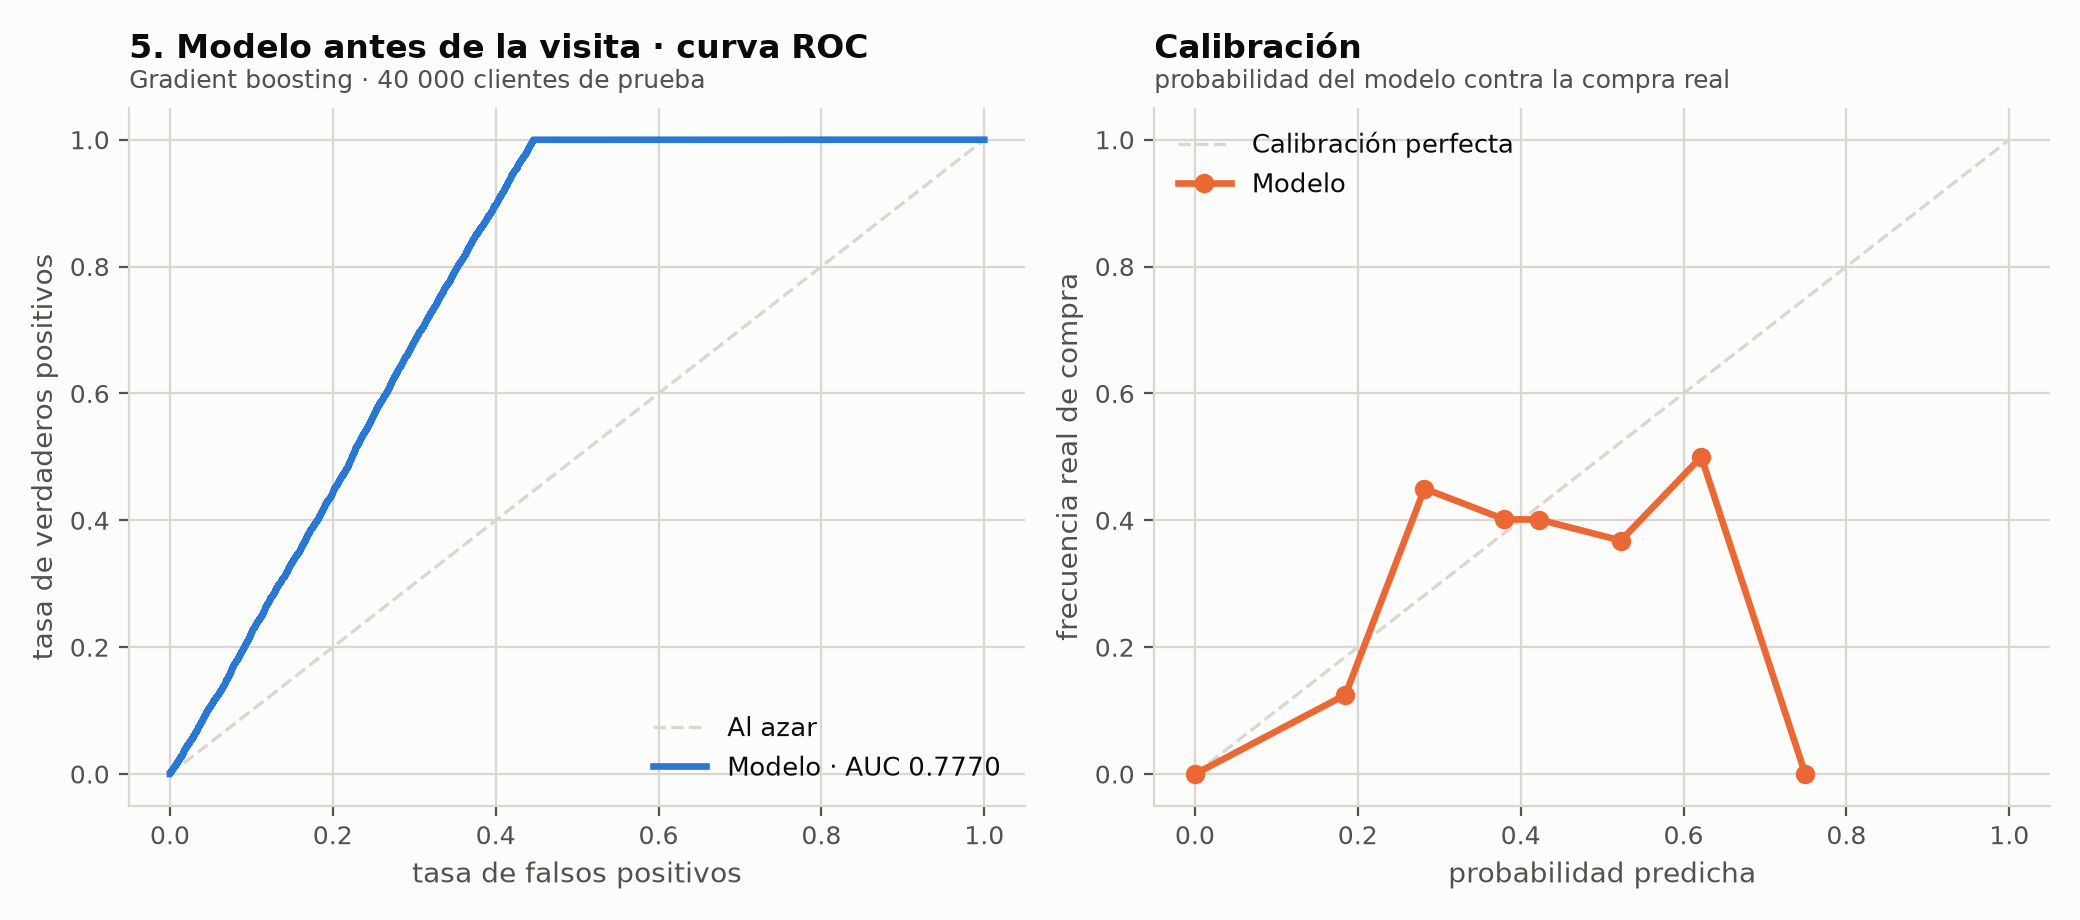 5. Modelo antes de la visita · curva ROC
Gradient boosting · 40 000 clientes de prueba
tasa de verdaderos positivos
1.0
0.8
0.6
0.4
0.2
0.0
Al azar
Modelo · AUC 0.7770
0.0 0.2 0.4 0.6 0.8 1.0
tasa de falsos positivos
Calibración
probabilidad del modelo contra la compra real
frecuencia real de compra
1.0
0.8
0.6
0.4
0.2
0.0
Calibración perfecta
Modelo
0.0 0.2 0.4 0.6 0.8 1.0
probabilidad predicha